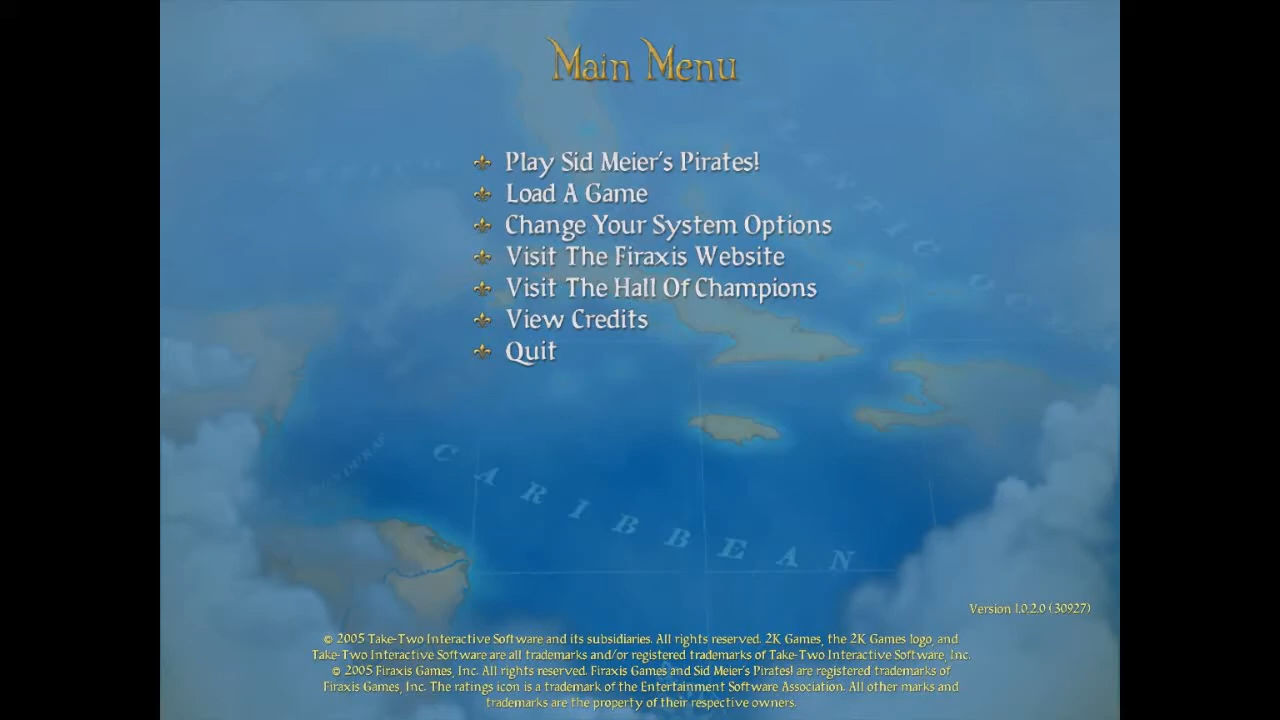 Main Menu
Play Sid Meier's Pirates!
Load A Game
Change Your System Options
Visit The Firaxis Website
Visit The Hall Of Champions
View Credits
Quit
CARIBBEAN
Version 1.0.2.0 (30927)
© 2005 Take-Two Interactive Software and its subsidiaries. All rights reserved. 2K Games, the 2K Games logo, and
Take-Two Interactive Software are all trademarks and/or registered trademarks of Take-Two Interactive Software, Inc.
© 2005 Firaxis Games, Inc. All rights reserved. Firaxis Games and Sid Meier's Pirates! are registered trademarks of
Firaxis Games, Inc. The ratings icon is a trademark of the Entertainment Software Association. All other marks and
trademarks are the property of their respective owners.